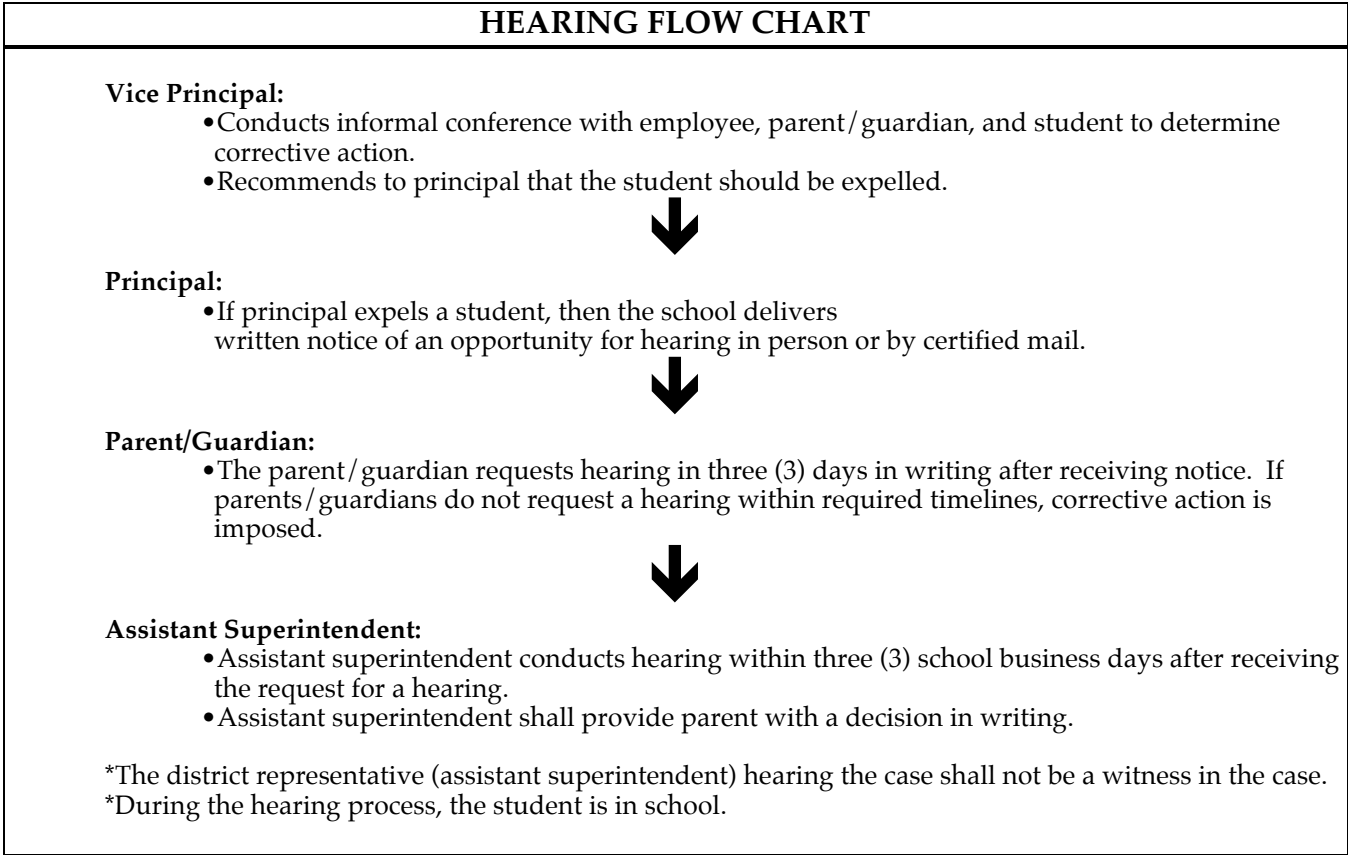 HEARING FLOW CHART
Vice Principal:
•Conducts informal conference with employee, parent/guardian, and student to determine
corrective action.
•Recommends to principal that the student should be expelled.
Principal:
•If principal expels a student, then the school delivers
written notice of an opportunity for hearing in person or by certified mail.
Parent/Guardian:
•The parent/guardian requests hearing in three (3) days in writing after receiving notice.  If
parents/guardians do not request a hearing within required timelines, corrective action is
imposed.
Assistant Superintendent:
•Assistant superintendent conducts hearing within three (3) school business days after receiving
the request for a hearing.
•Assistant superintendent shall provide parent with a decision in writing.
*The district representative (assistant superintendent) hearing the case shall not be a witness in the case.
*During the hearing process, the student is in school.